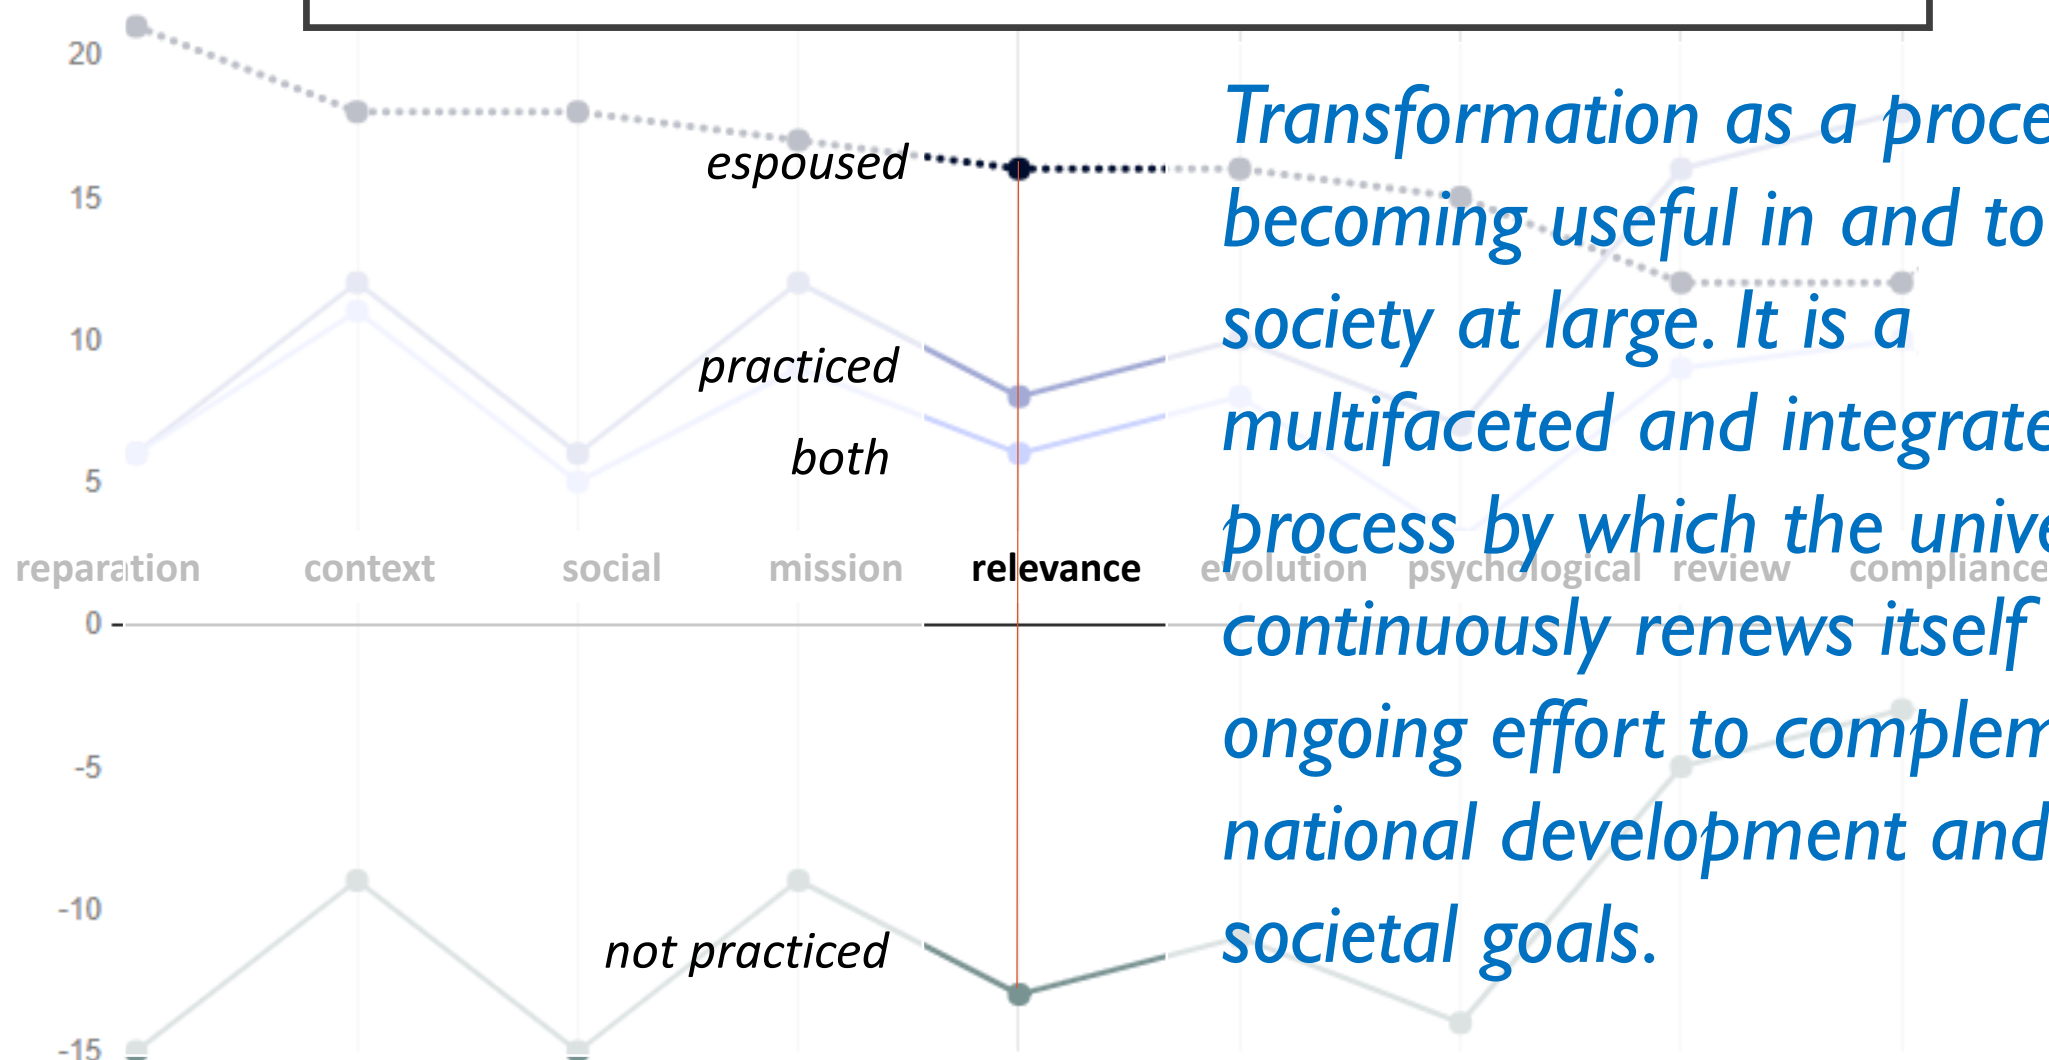 20
15
10
5
0
-5
-10
-15
espoused
practiced
both
not practiced
reparation context social mission relevance evolution psychological review compliance
Transformation as a proce
becoming useful in and to
society at large. It is a
multifaceted and integrate
process by which the unive
continuously renews itself
ongoing effort to complem
national development and
societal goals.